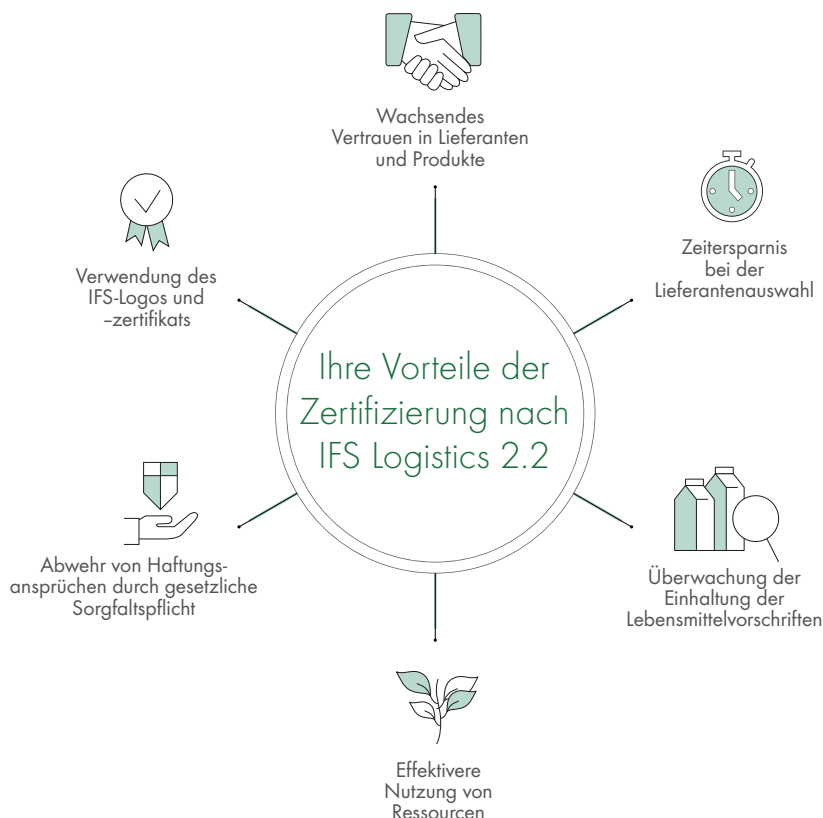 Wachsendes
Vertrauen in Lieferanten
und Produkte
Zeitersparnis
bei der
Lieferantenauswahl
Verwendung des
IFS-Logos und
–zertifikats
Ihre Vorteile der
Zertifizierung nach
IFS Logistics 2.2
Abwehr von Haftungs-
ansprüchen durch gesetzliche
Sorgfaltspflicht
Überwachung der
Einhaltung der
Lebensmittelvorschriften
Effektivere
Nutzung von
Ressourcen